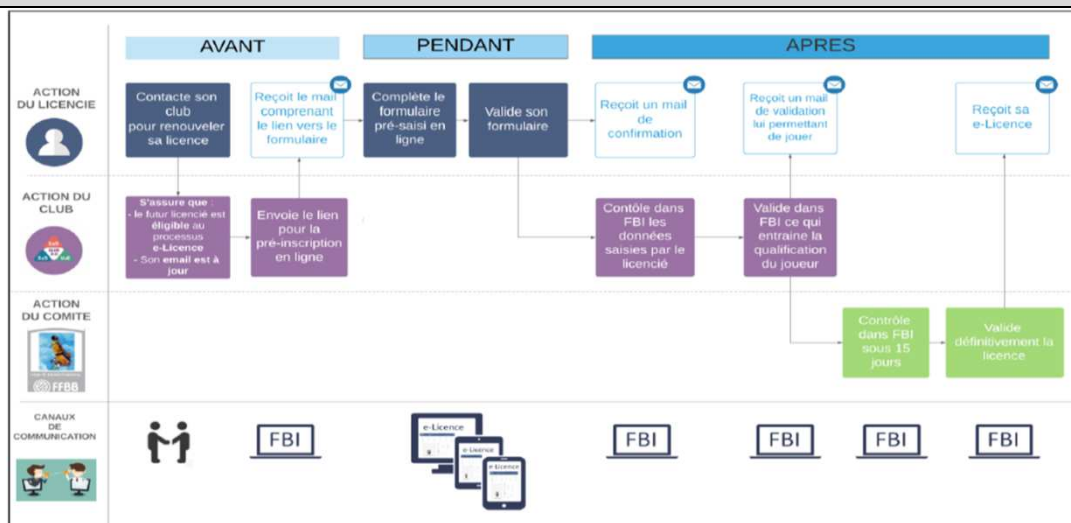 AVANT
PENDANT
APRES
ACTION
DU LICENCIE
Contacte son
club
pour renouveler
sa licence
Reçoit le mail
comprenant
le lien vers le
formulaire
Complète le
formulaire
pré-saisi en
ligne
Valide son
formulaire
Reçoit un mail
de
confirmation
Reçoit un mail
de validation
lui permettant
de jouer
Reçoit sa
e-Licence
ACTION DU
CLUB
S'assure que :
- le futur licencié est
éligible au
processus
e-Licence
- Son email est à
jour
Envoie le lien
pour la
pré-inscription
en ligne
Contôle dans
FBI les
données
saisies par le
licencié
Valide dans
FBI ce qui
entraine la
qualification
du joueur
ACTION
DU COMITE
FFBB
Contrôle
dans FBI
sous 15
jours
Valide
définitivement la
licence
CANAUX
DE
COMMUNICATION
FBI
e-Licence
e-Licence
e-Licence
FBI
FBI
FBI
FBI